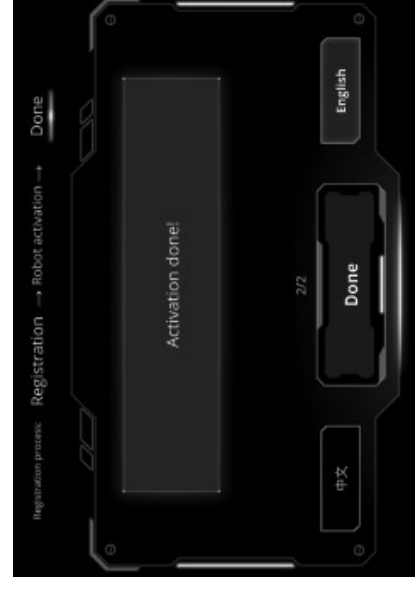 Registration process: Registration → Robot activation → Done
Activation done!
2/2
中文
Done
English